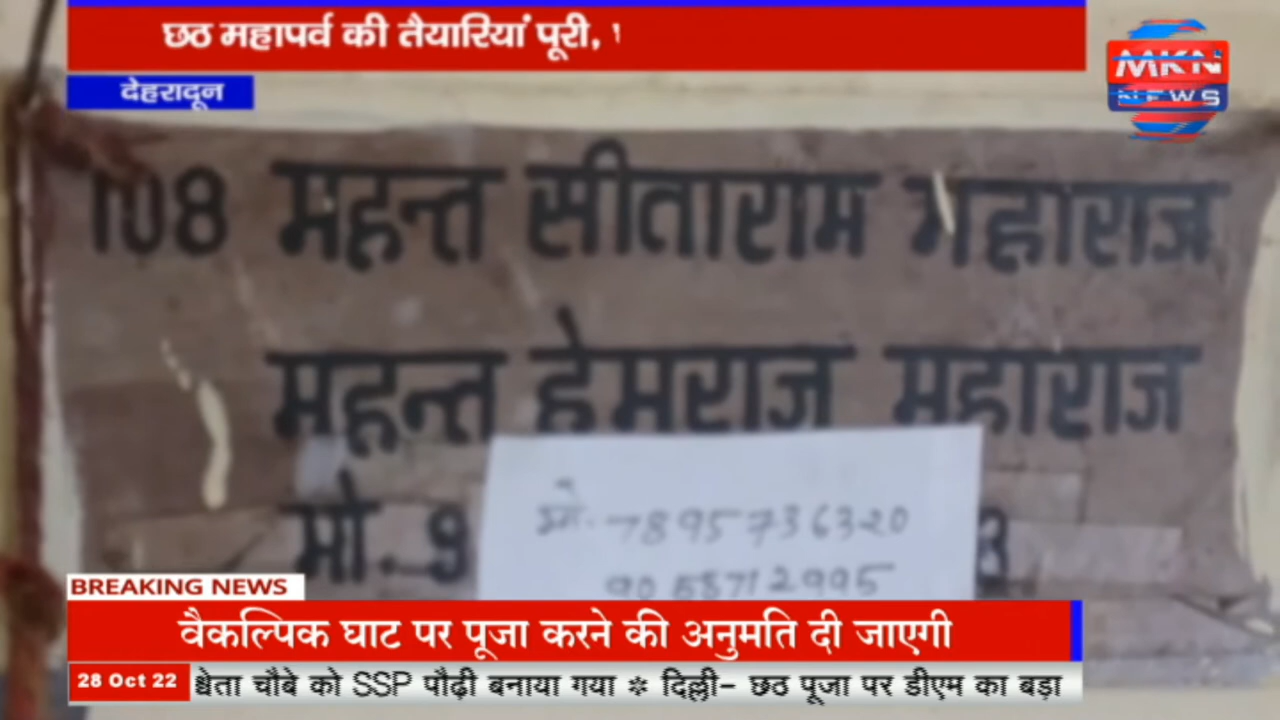 छठ महापर्व की तैयारियां पूरी,
देहरादून
MKN
NEWS
108 महन्त सीताराम महाराज
महन्त हेमराज महाराज
मो. 9 3
मो. 7895736320
9058712995
BREAKING NEWS
वैकल्पिक घाट पर पूजा करने की अनुमति दी जाएगी
28 Oct 22
चौबे को SSP पौढ़ी बनाया गया * दिल्ली- छठ पूजा पर डीएम का बड़ा